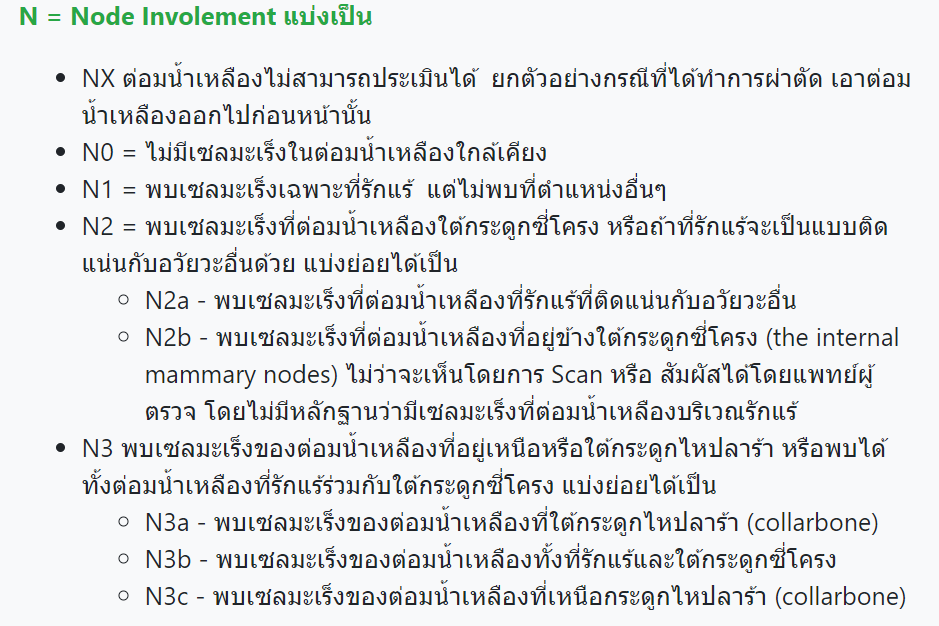 N = Node Involement แบ่งเป็น
NX ต่อมน้ำเหลืองไม่สามารถประเมินได้ ยกตัวอย่างกรณีที่ได้ทำการผ่าตัด เอาต่อม
น้ำเหลืองออกไปก่อนหน้านั้น
N0 = ไม่มีเซลมะเร็งในต่อมน้ำเหลืองใกล้เคียง
N1 = พบเซลมะเร็งเฉพาะที่รักแร้ แต่ไม่พบที่ตำแหน่งอื่นๆ
N2 = พบเซลมะเร็งที่ต่อมน้ำเหลืองใต้กระดูกซี่โครง หรือถ้าที่รักแร้จะเป็นแบบติด
แน่นกับอวัยวะอื่นด้วย แบ่งย่อยได้เป็น
N2a - พบเซลมะเร็งที่ต่อมน้ำเหลืองที่รักแร้ที่ติดแน่นกับอวัยวะอื่น
N2b - พบเซลมะเร็งที่ต่อมน้ำเหลืองที่อยู่ข้างใต้กระดูกซี่โครง (the internal
mammary nodes) ไม่ว่าจะเห็นโดยการ Scan หรือ สัมผัสได้โดยแพทย์ผู้
ตรวจ โดยไม่มีหลักฐานว่ามีเซลมะเร็งที่ต่อมน้ำเหลืองบริเวณรักแร้
N3 พบเซลมะเร็งของต่อมน้ำเหลืองที่อยู่เหนือหรือใต้กระดูกไหปลาร้า หรือพบได้
ทั้งต่อมน้ำเหลืองที่รักแร้ร่วมกับใต้กระดูกซี่โครง แบ่งย่อยได้เป็น
N3a - พบเซลมะเร็งของต่อมน้ำเหลืองที่ใต้กระดูกไหปลาร้า (collarbone)
N3b - พบเซลมะเร็งของต่อมน้ำเหลืองทั้งที่รักแร้และใต้กระดูกซี่โครง
N3c - พบเซลมะเร็งของต่อมน้ำเหลืองที่เหนือกระดูกไหปลาร้า (collarbone)